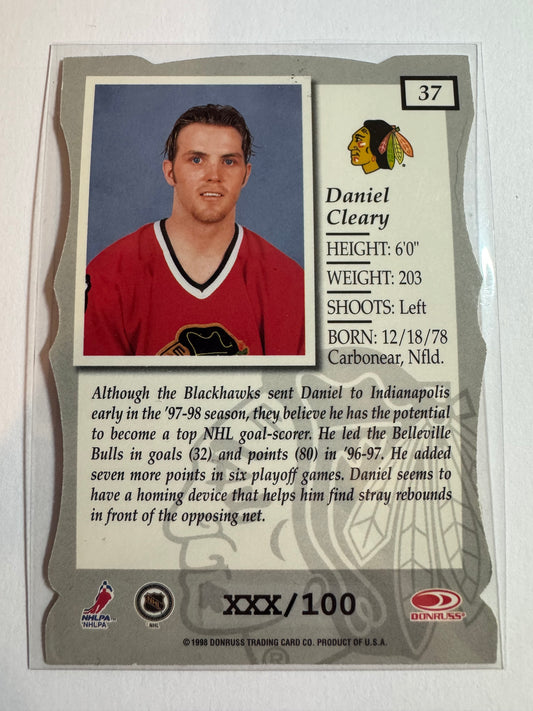 37
Daniel
Cleary
HEIGHT: 6'0"
WEIGHT: 203
SHOOTS: Left
BORN: 12/18/78
Carbonear, Nfld.
Although the Blackhawks sent Daniel to Indianapolis
early in the '97-98 season, they believe he has the potential
to become a top NHL goal-scorer. He led the Belleville
Bulls in goals (32) and points (80) in '96-97. He added
seven more points in six playoff games. Daniel seems to
have a homing device that helps him find stray rebounds
in front of the opposing net.
NHLPA™
'NHLPA'
NHL
NHL
XXX/100
DONRUSS®
©1998 DONRUSS TRADING CARD CO. PRODUCT OF U.S.A.
®